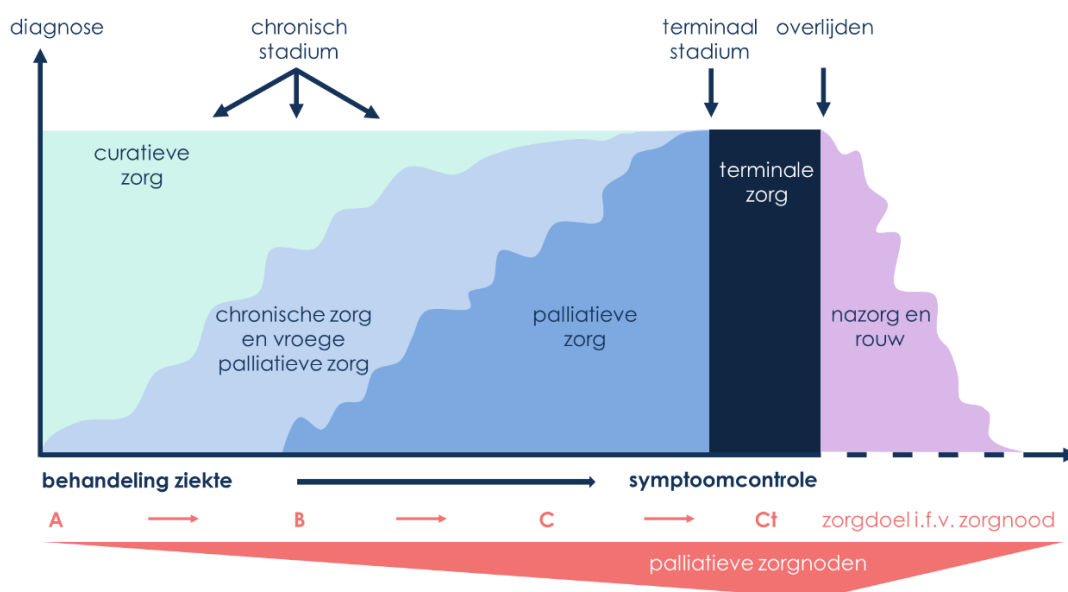 diagnose
chronisch
stadium
terminaal
stadium
overlijden
curatieve
zorg
terminale
zorg
chronische zorg
en vroege
palliatieve zorg
palliatieve
zorg
nazorg en
rouw
behandeling ziekte
symptoomcontrole
A B C Ct zorgdoel i.f.v. zorgnood
palliatieve zorgnoden